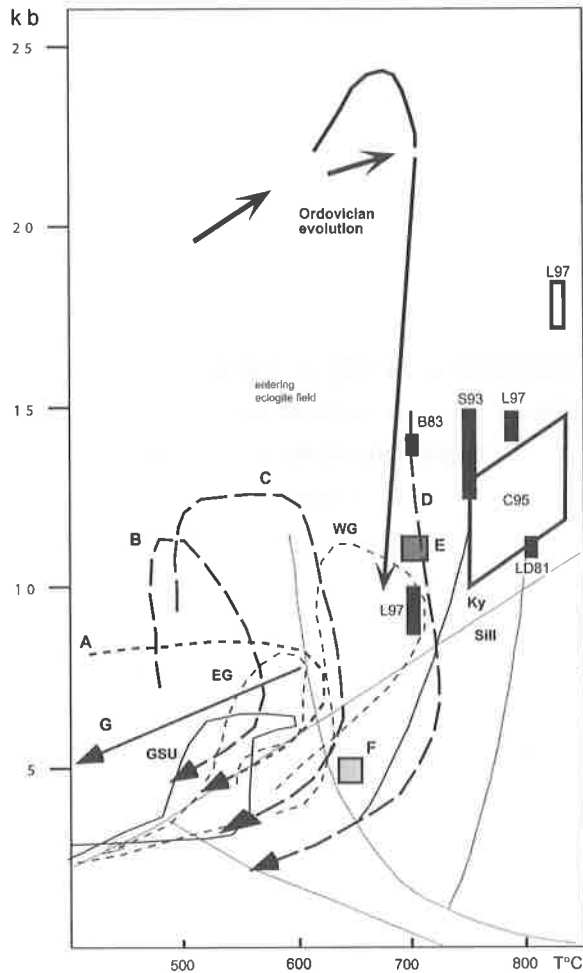 kb
25
20
Ordovician
evolution
L97
entering
eclogite field
15
S93
L97
B83
C
D
C95
B
WG
E
LD81
10
L97
Ky
A
Sill
EG
G
GSU
F
5
500
600
700
800
T°C